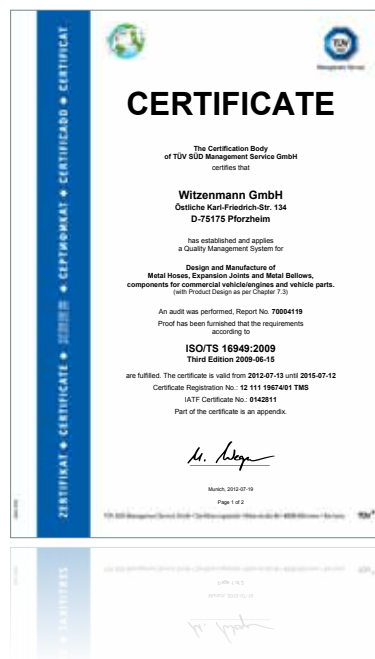 CERTIFICATE
The Certification Body
of TÜV SÜD Management Service GmbH
certifies that
Witzenmann GmbH
Östliche Karl-Friedrich-Str. 134
D-75175 Pforzheim
has established and applies
a Quality Management System for
Design and Manufacture of
Metal Hoses, Expansion Joints and Metal Bellows,
components for commercial vehicle/engines and vehicle parts.
(with Product Design as per Chapter 7.3)
An audit was performed, Report No. 70004119
Proof has been furnished that the requirements
according to
ISO/TS 16949:2009
Third Edition 2009-06-15
are fulfilled. The certificate is valid from 2012-07-13 until 2015-07-12
Certificate Registration No.: 12 111 19674/01 TMS
IATF Certificate No.: 0142811
Part of the certificate is an appendix.
Munich, 2012-07-19
Page 1 of 2
ZERTIFIKAT ◆ CERTIFICATE ◆ ◆ СЕРТИФИКАТ ◆ CERTIFICADO ◆ CERTIFICAT
TÜV